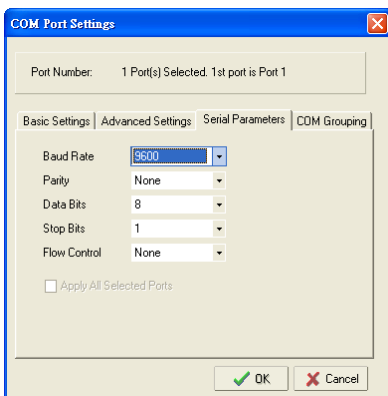 COM Port Settings
Port Number: 1 Port(s) Selected. 1st port is Port 1
Basic Settings Advanced Settings Serial Parameters COM Grouping
Baud Rate 9600
Parity None
Data Bits 8
Stop Bits 1
Flow Control None
Apply All Selected Ports
OK Cancel